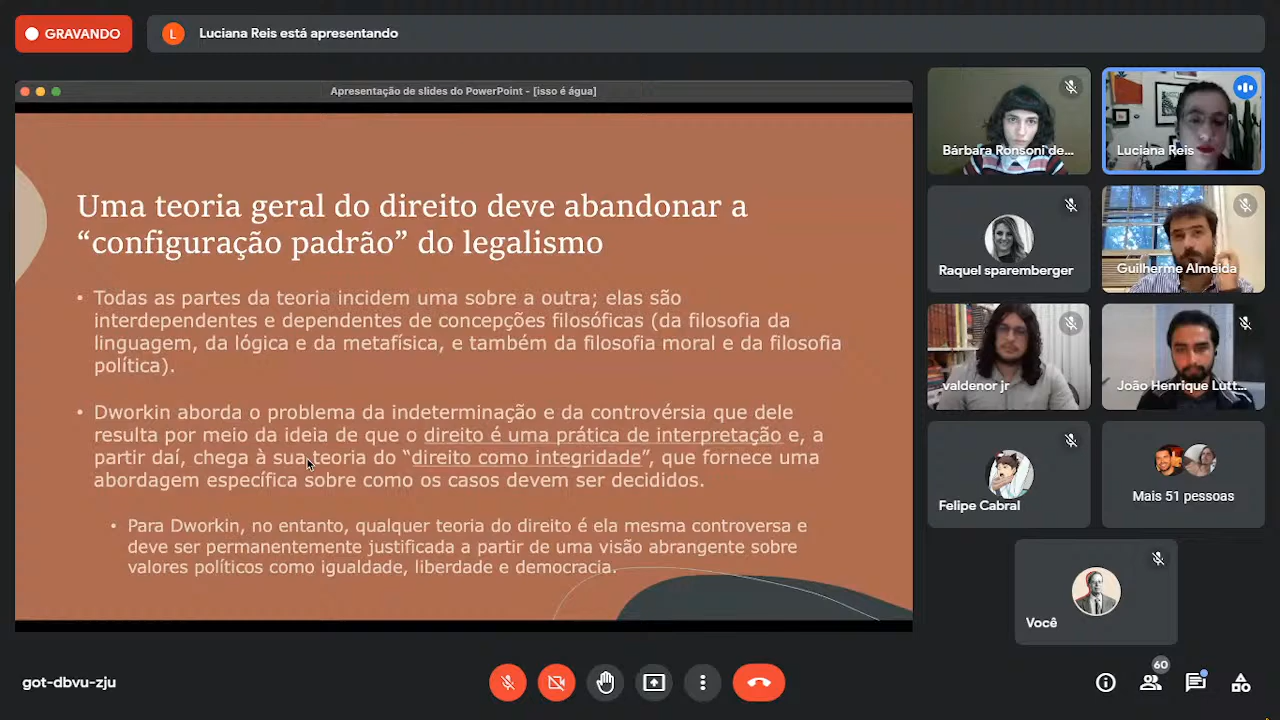 GRAVANDO
L
Luciana Reis está apresentando
Apresentação de slides do PowerPoint - [isso é água]
Uma teoria geral do direito deve abandonar a
“configuração padrão” do legalismo
• Todas as partes da teoria incidem uma sobre a outra; elas são
interdependentes e dependentes de concepções filosóficas (da filosofia da
linguagem, da lógica e da metafísica, e também da filosofia moral e da filosofia
política).
• Dworkin aborda o problema da indeterminação e da controvérsia que dele
resulta por meio da ideia de que o direito é uma prática de interpretação e, a
partir daí, chega à sua teoria do “direito como integridade”, que fornece uma
abordagem específica sobre como os casos devem ser decididos.
• Para Dworkin, no entanto, qualquer teoria do direito é ela mesma controversa e
deve ser permanentemente justificada a partir de uma visão abrangente sobre
valores políticos como igualdade, liberdade e democracia.
Bárbara Ronsoni de...
Luciana Reis
Raquel sparemberger
Guilherme Almeida
valdenor jr
João Henrique Lutt...
Felipe Cabral
Mais 51 pessoas
Você
got-dbvu-zju
60